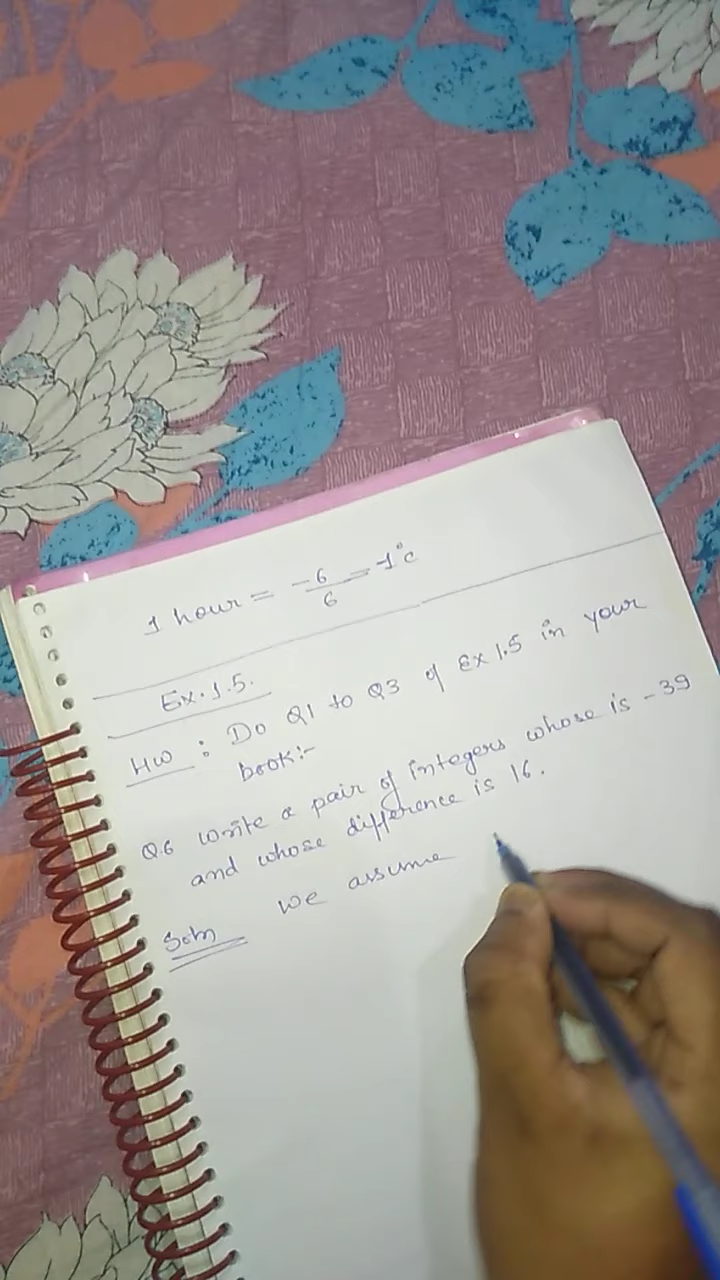 1 hour = -6/6 = -1°c
Ex. 1.5.
HW : Do Q1 to Q3 of Ex 1.5 in your
book:-
Q6 write a pair of integers whose is -39
and whose difference is 16.
Soln we assume